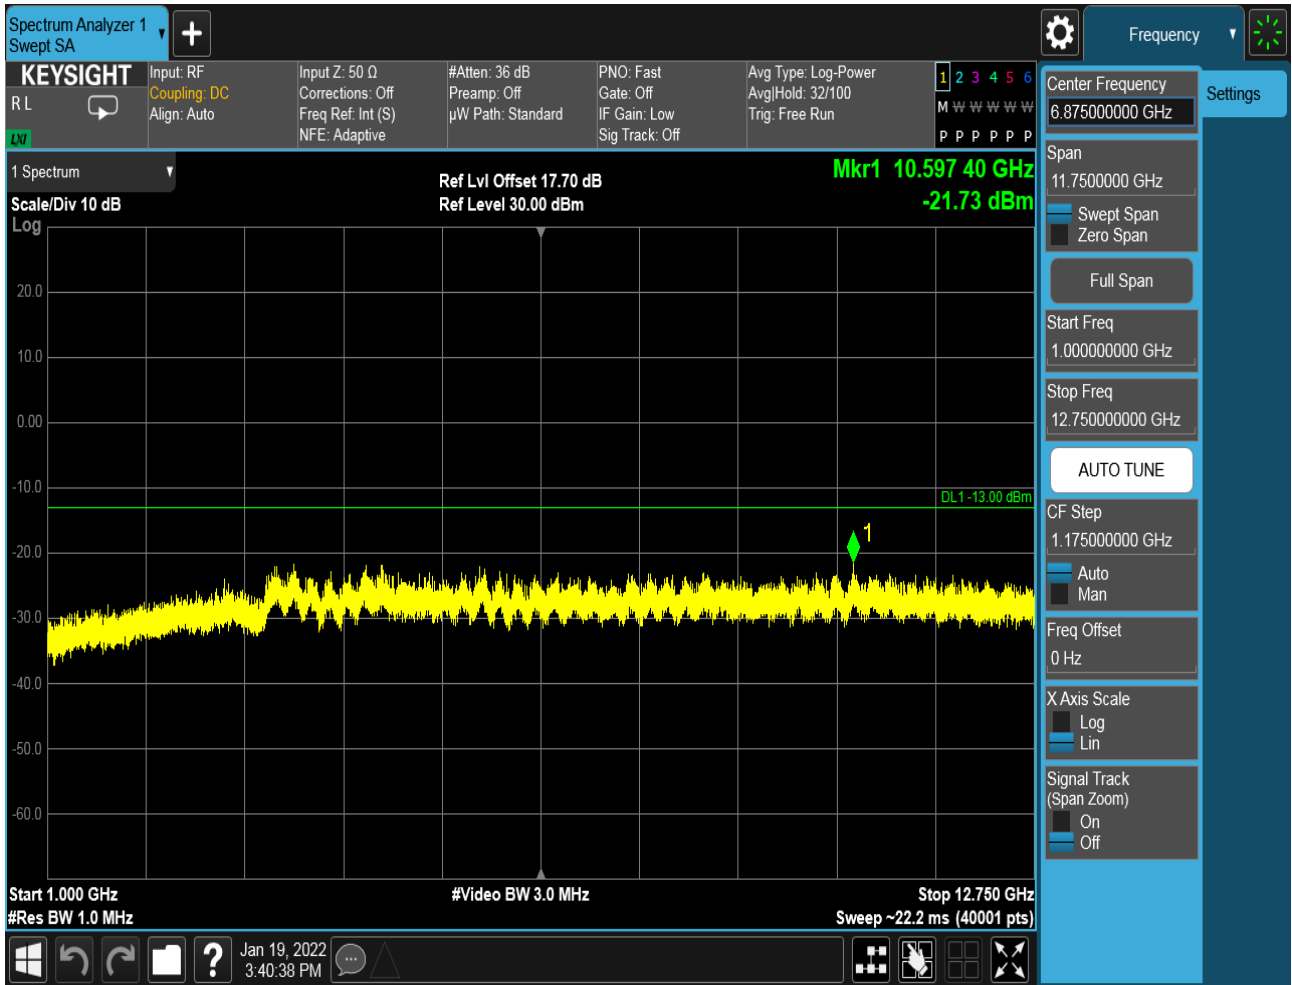 Spectrum Analyzer 1
Swept SA
+
Frequency
KEYSIGHT
R L
LXI
Input: RF
Coupling: DC
Align: Auto
Input Z: 50 Ω
Corrections: Off
Freq Ref: Int (S)
NFE: Adaptive
#Atten: 36 dB
Preamp: Off
µW Path: Standard
PNO: Fast
Gate: Off
IF Gain: Low
Sig Track: Off
Avg Type: Log-Power
Avg|Hold: 32/100
Trig: Free Run
1 2 3 4 5 6
M W W W W W
P P P P P P
1 Spectrum
Scale/Div 10 dB
Log
Ref Lvl Offset 17.70 dB
Ref Level 30.00 dBm
Mkr1 10.597 40 GHz
-21.73 dBm
20.0
10.0
0.00
-10.0
-20.0
-30.0
-40.0
-50.0
-60.0
DL1 -13.00 dBm
1
Start 1.000 GHz
#Res BW 1.0 MHz
#Video BW 3.0 MHz
Stop 12.750 GHz
Sweep ~22.2 ms (40001 pts)
?
Jan 19, 2022
3:40:38 PM
Center Frequency
6.875000000 GHz
Settings
Span
11.7500000 GHz
Swept Span
Zero Span
Full Span
Start Freq
1.000000000 GHz
Stop Freq
12.750000000 GHz
AUTO TUNE
CF Step
1.175000000 GHz
Auto
Man
Freq Offset
0 Hz
X Axis Scale
Log
Lin
Signal Track
(Span Zoom)
On
Off